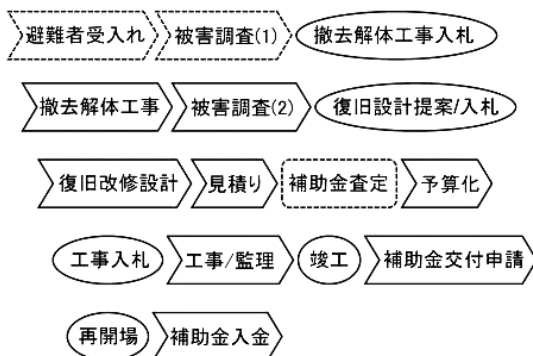 避難者受入れ 被害調査(1) 撤去解体工事入札
撤去解体工事 被害調査(2) 復旧設計提案/入札
復旧改修設計 見積り 補助金査定 予算化
工事入札 工事/監理 竣工 補助金交付申請
再開場 補助金入金